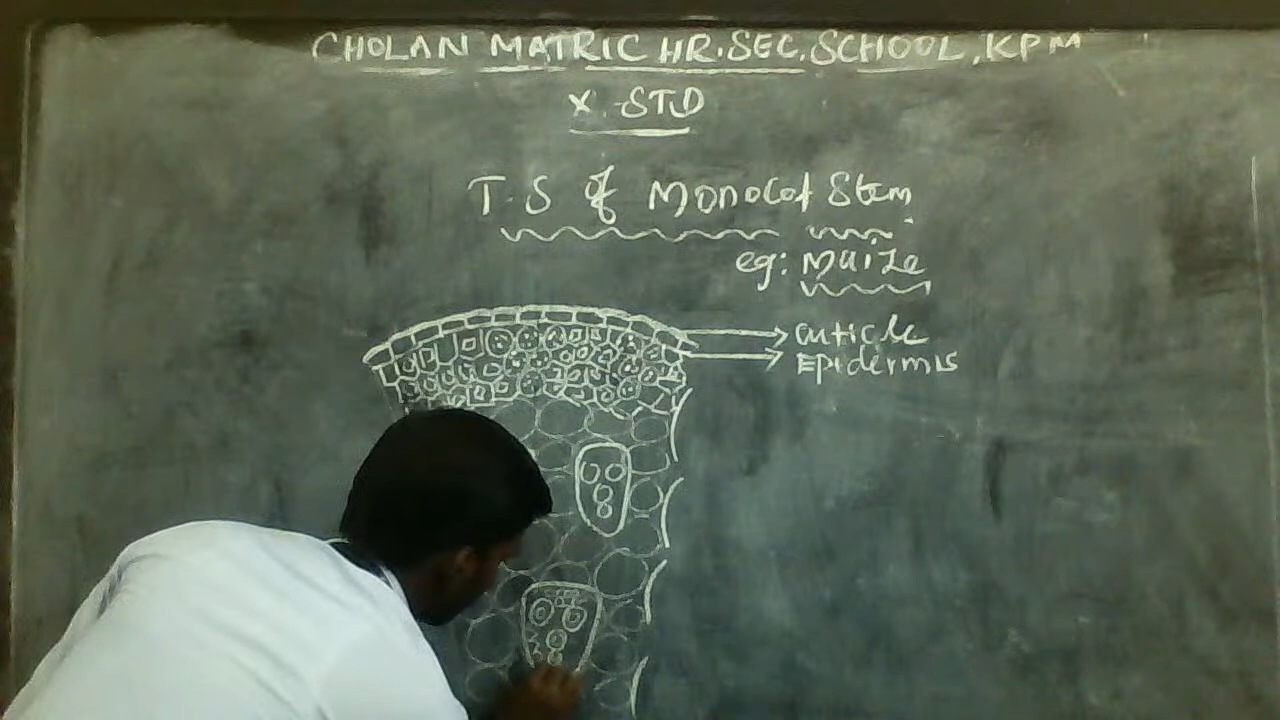 CHOLAN MATRIC HR.SEC.SCHOOL,KPM
X.STD
T.S of Monocot Stem
eg: Maize
cuticle
Epidermis